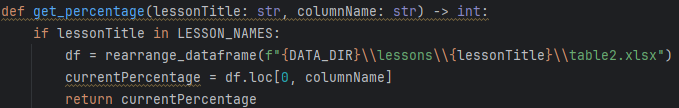 def get_percentage(lessonTitle: str, columnName: str) -> int:
    if lessonTitle in LESSON_NAMES:
        df = rearrange_dataframe(f"{DATA_DIR}\\lessons\\{lessonTitle}\\table2.xlsx")
        currentPercentage = df.loc[0, columnName]
        return currentPercentage